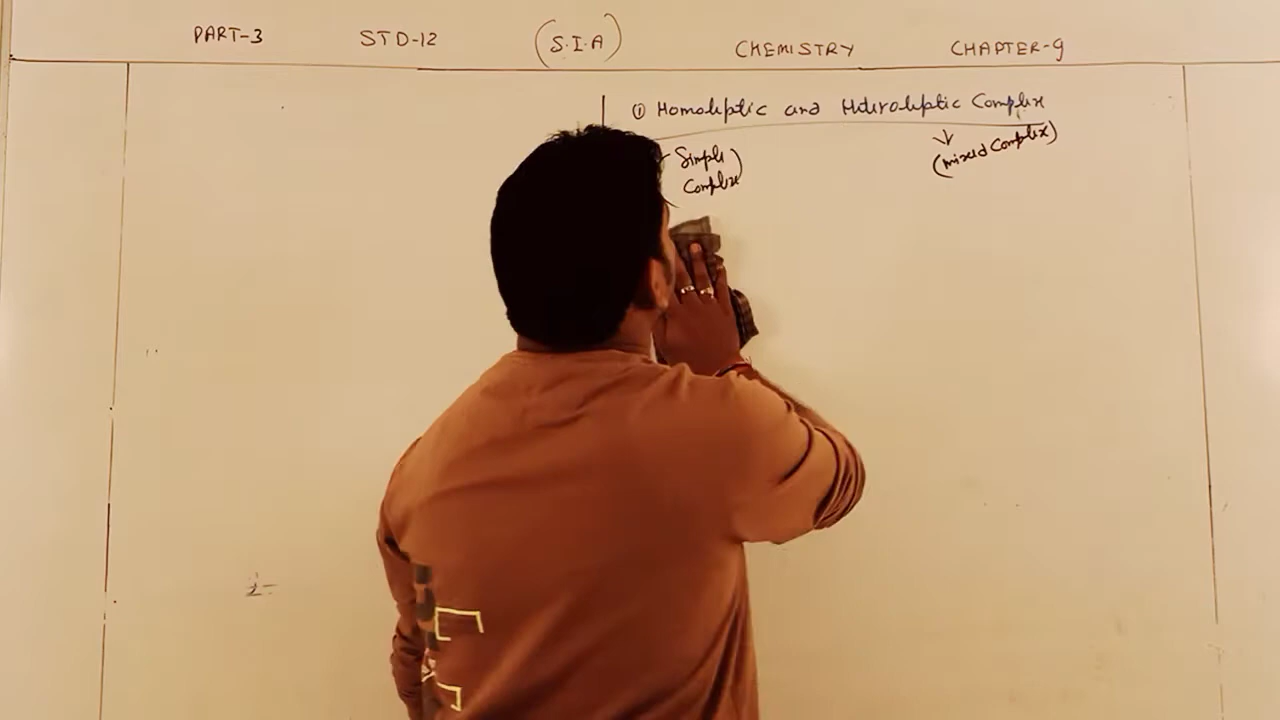 PART-3 STD-12 (S.I.A) CHEMISTRY CHAPTER-9
① Homoleptic and Heteroleptic Complex
(Simple
Complex)
(mixed Complex)